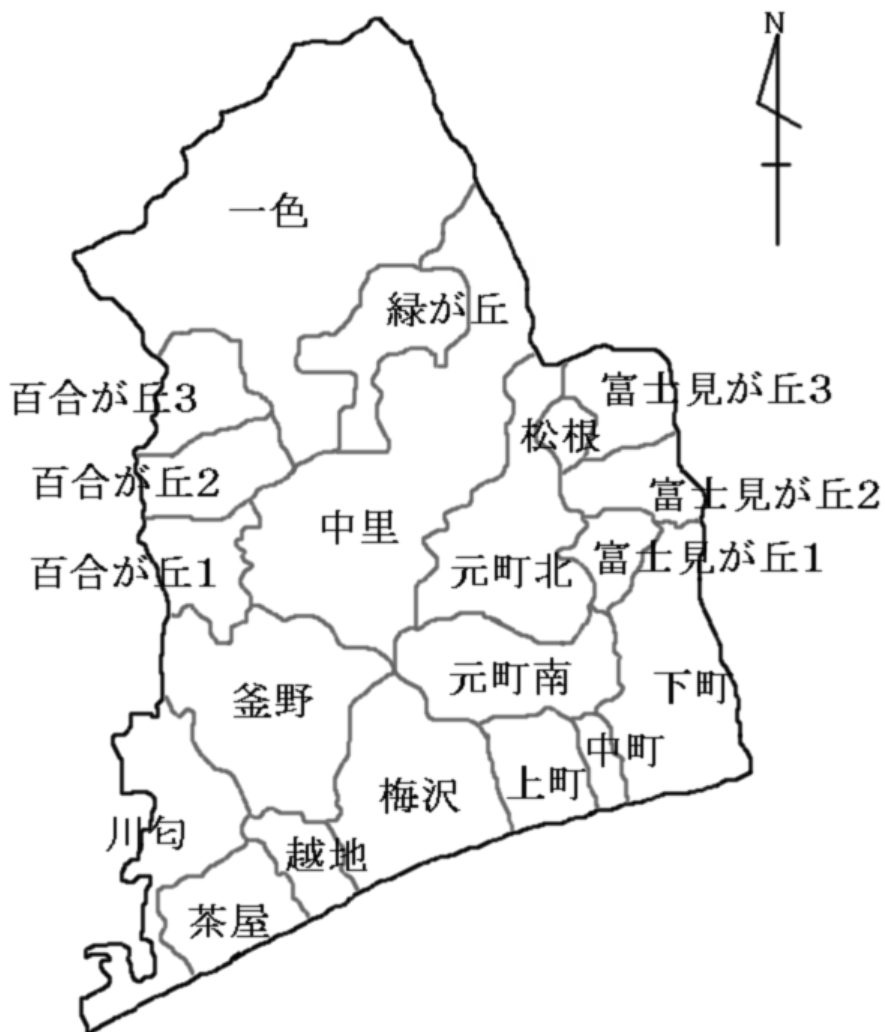 N
一色
緑が丘
百合が丘3
富士見が丘3
松根
百合が丘2
富士見が丘2
中里
百合が丘1
元町北
富士見が丘1
釜野
元町南
下町
中町
梅沢
上町
川匂
越地
茶屋